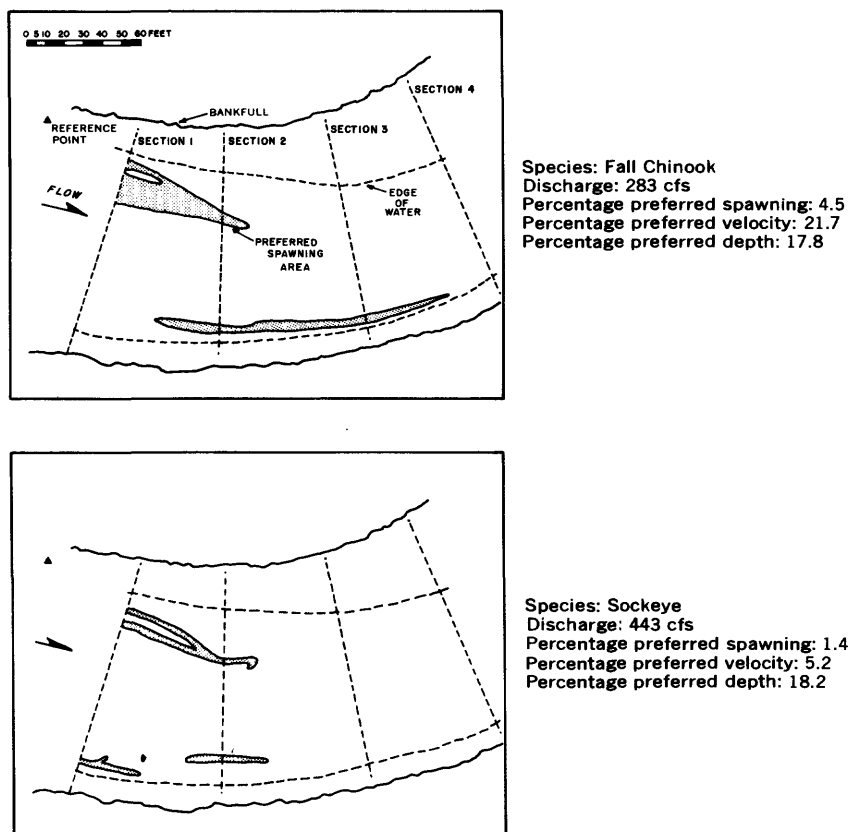 0 5 10 20 30 40 50 60 FEET
SECTION 4
BANKFULL
REFERENCE
POINT
SECTION 1
SECTION 2
SECTION 3
FLOW
EDGE
OF
WATER
PREFERRED
SPAWNING
AREA
Species: Fall Chinook
Discharge: 283 cfs
Percentage preferred spawning: 4.5
Percentage preferred velocity: 21.7
Percentage preferred depth: 17.8
Species: Sockeye
Discharge: 443 cfs
Percentage preferred spawning: 1.4
Percentage preferred velocity: 5.2
Percentage preferred depth: 18.2